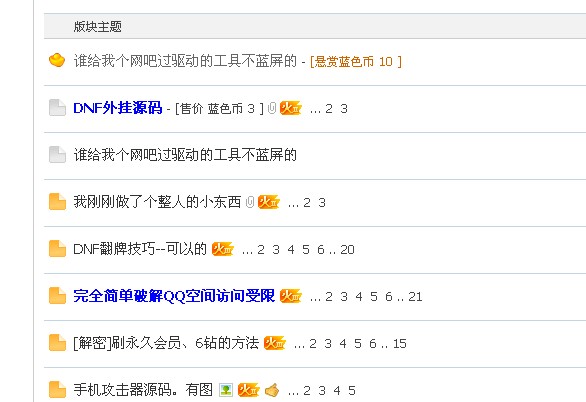 版块主题
谁给我个网吧过驱动的工具不蓝屏的 - [悬赏蓝色币 10 ]
DNF外挂源码 - [售价 蓝色币 3 ] 火 ... 2 3
谁给我个网吧过驱动的工具不蓝屏的
我刚刚做了个整人的小东西 火 ... 2 3
DNF翻牌技巧--可以的 火 ... 2 3 4 5 6 .. 20
完全简单破解QQ空间访问受限 火 ... 2 3 4 5 6 .. 21
[解密]刷永久会员、6钻的方法 火 ... 2 3 4 5 6 .. 15
手机攻击器源码。有图 火 ... 2 3 4 5